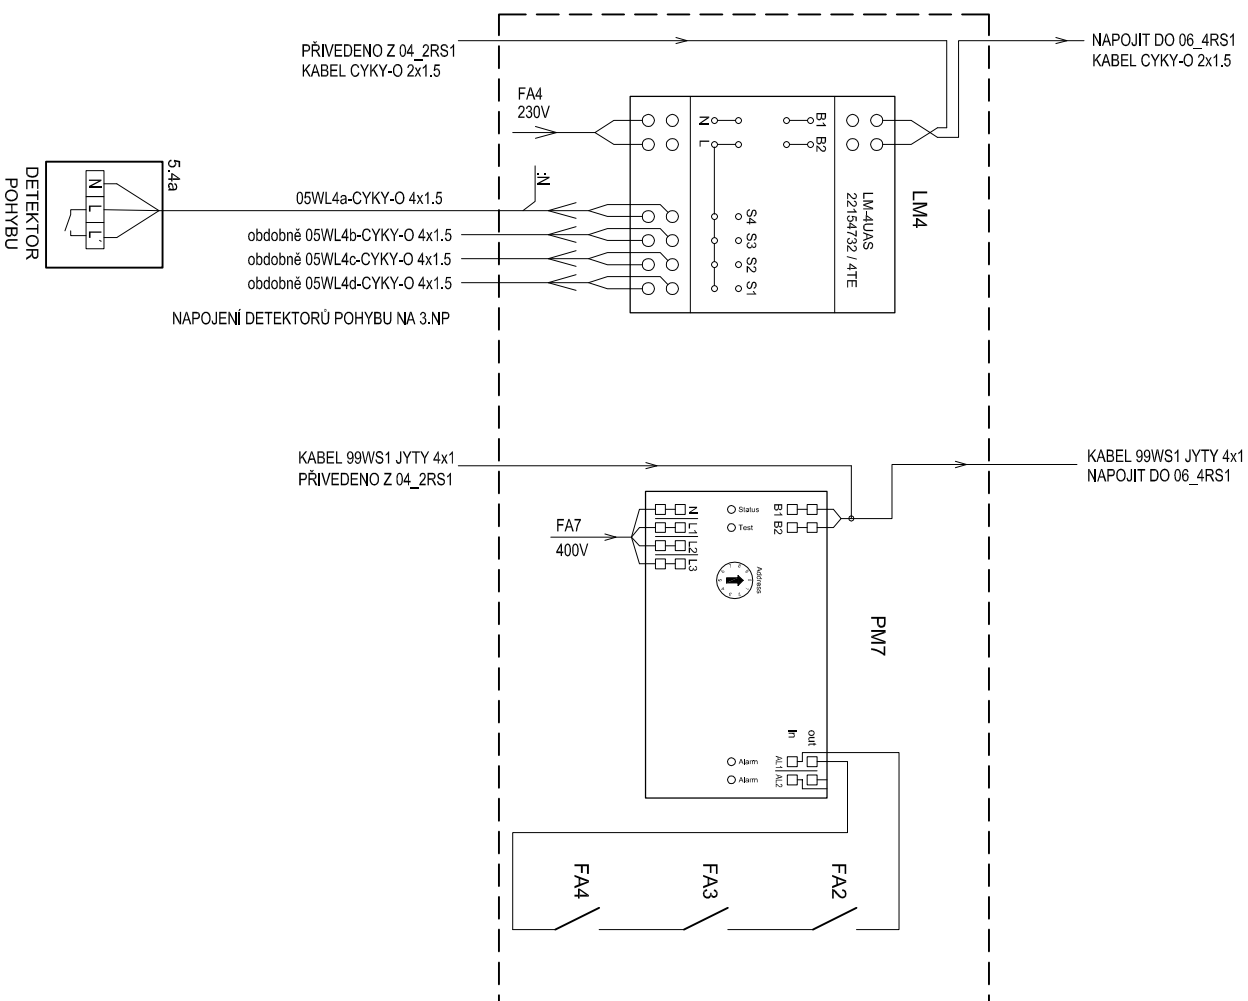 PŘIVEDENO Z 04_2RS1
KABEL CYKY-O 2x1.5
NAPOJIT DO 06_4RS1
KABEL CYKY-O 2x1.5
FA4
230V
N
L
B1
B2
LM4
LM-4UAS
22154732 / 4TE
S4
S3
S2
S1
:N
5.4a
N
L
L'
DETEKTOR
POHYBU
05WL4a-CYKY-O 4x1.5
obdobně 05WL4b-CYKY-O 4x1.5
obdobně 05WL4c-CYKY-O 4x1.5
obdobně 05WL4d-CYKY-O 4x1.5
NAPOJENÍ DETEKTORŮ POHYBU NA 3.NP
KABEL 99WS1 JYTY 4x1
PŘIVEDENO Z 04_2RS1
KABEL 99WS1 JYTY 4x1
NAPOJIT DO 06_4RS1
FA7
400V
N
L1
L2
L3
Status
Test
B1
B2
Address
PM7
In
out
Alarm
AL1
Alarm
AL2
FA4
FA3
FA2